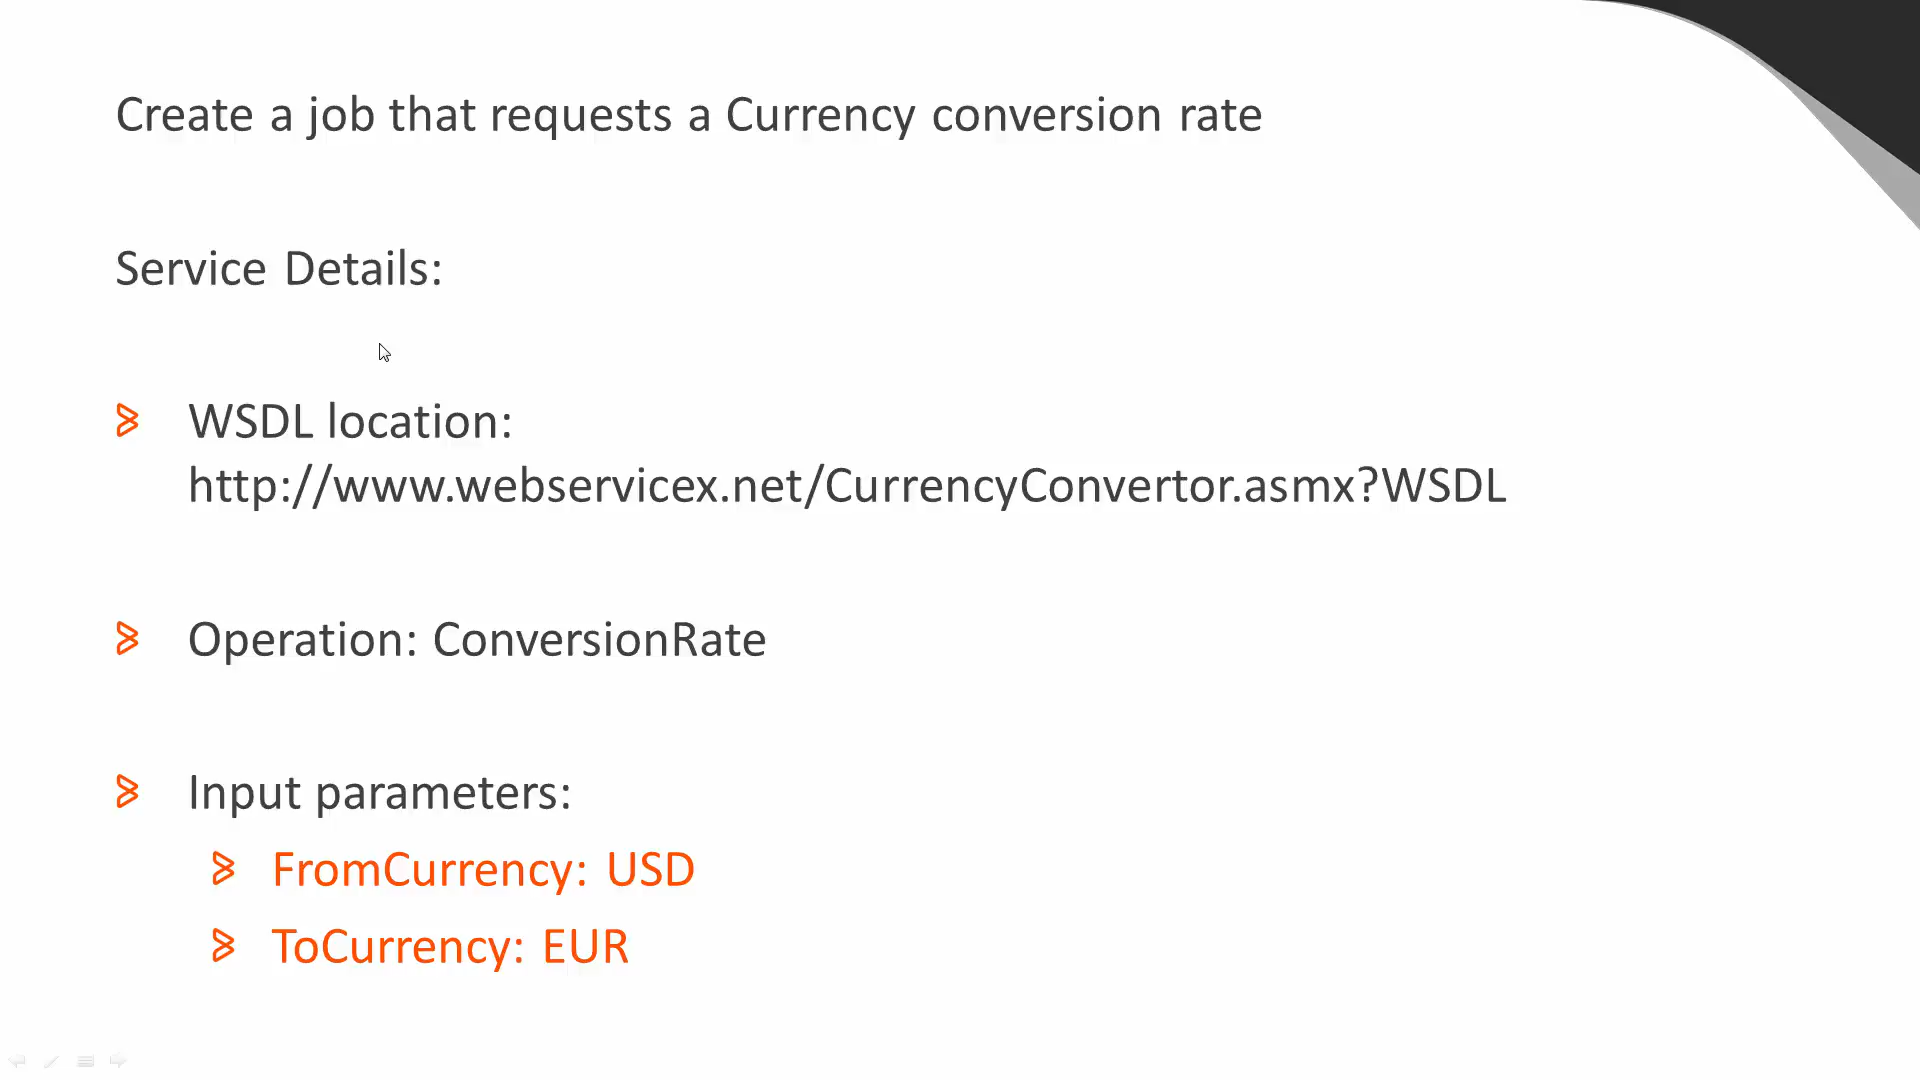 Create a job that requests a Currency conversion rate
Service Details:
WSDL location:
http://www.webservicex.net/CurrencyConvertor.asmx?WSDL
Operation: ConversionRate
Input parameters:
FromCurrency: USD
ToCurrency: EUR